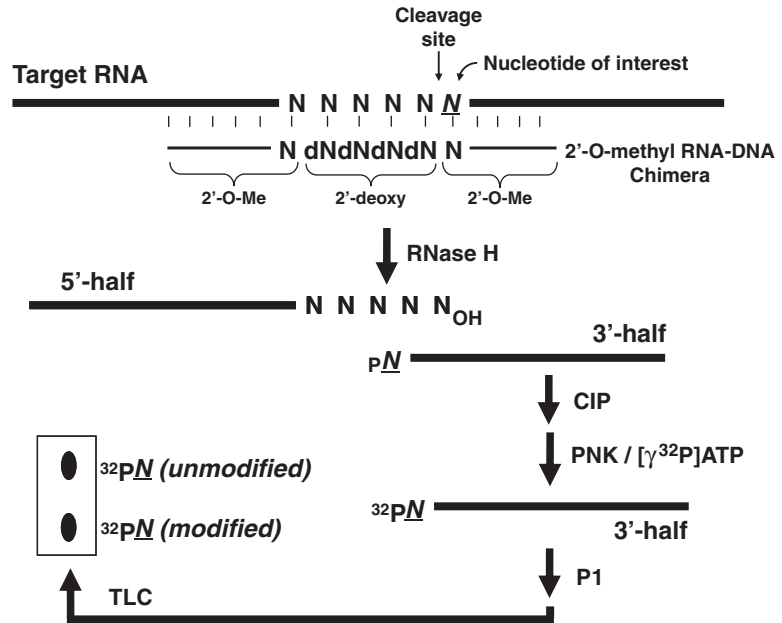 Cleavage
site
Nucleotide of interest
Target RNA
N N N N N N
N dNdNdNdN N
2'-O-methyl RNA-DNA
Chimera
2'-O-Me
2'-deoxy
2'-O-Me
RNase H
5'-half
N N N N NOH
3'-half
PN
CIP
PNK / [γ32P]ATP
32PN (unmodified)
32PN (modified)
32PN
3'-half
P1
TLC